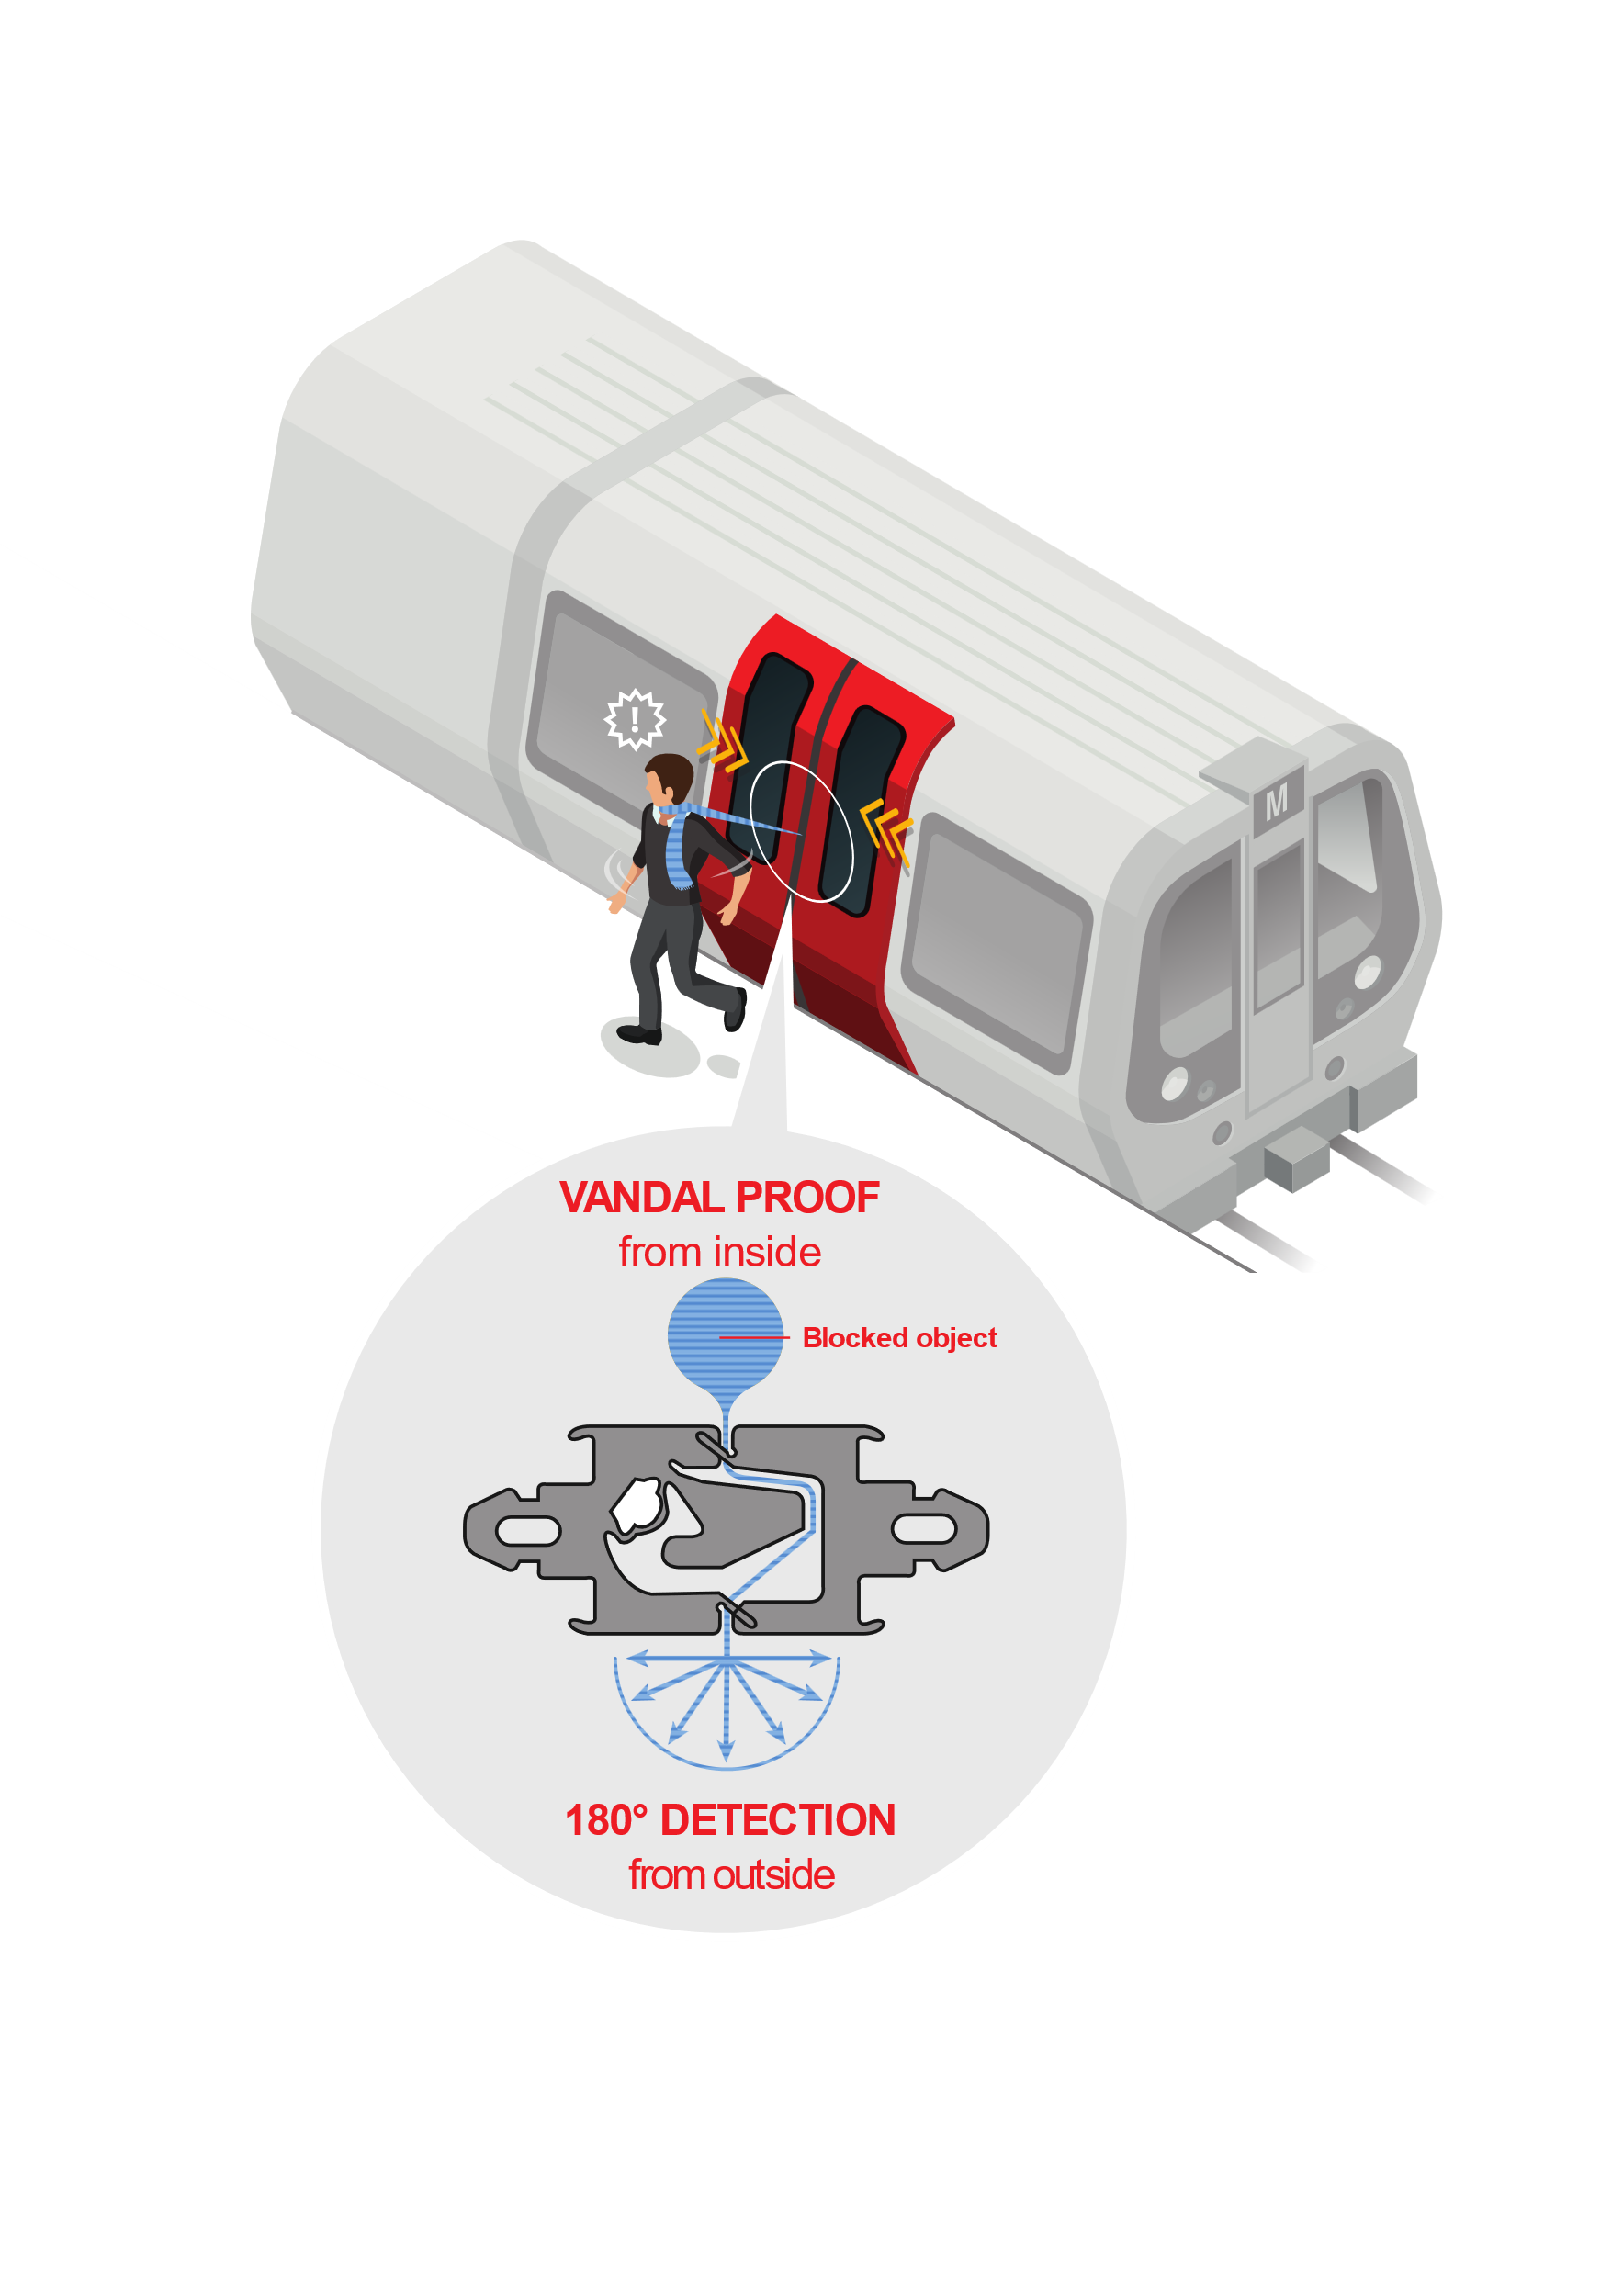 !
M
VANDAL PROOF
from inside
Blocked object
180° DETECTION
from outside